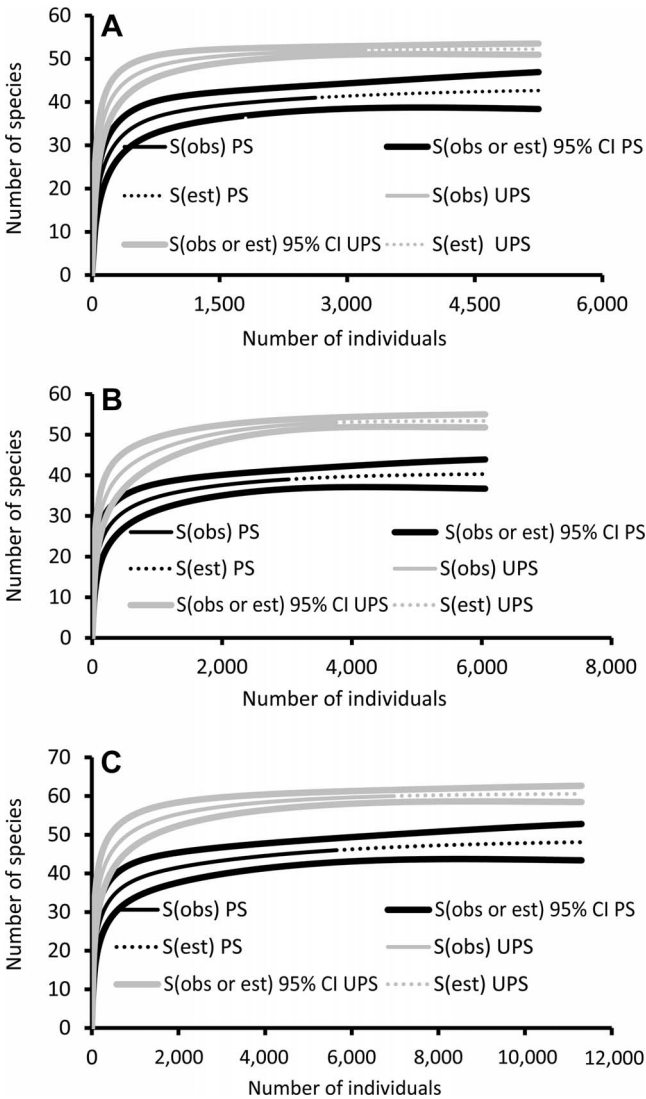 A
60
50
40
30
20
10
0
Number of species
S(obs) PS
S(obs or est) 95% CI PS
S(est) PS
S(obs) UPS
S(obs or est) 95% CI UPS
S(est) UPS
0 1,500 3,000 4,500 6,000
Number of individuals
B
60
50
40
30
20
10
0
Number of species
S(obs) PS
S(obs or est) 95% CI PS
S(est) PS
S(obs) UPS
S(obs or est) 95% CI UPS
S(est) UPS
0 2,000 4,000 6,000 8,000
Number of individuals
C
70
60
50
40
30
20
10
0
Number of species
S(obs) PS
S(obs or est) 95% CI PS
S(est) PS
S(obs) UPS
S(obs or est) 95% CI UPS
S(est) UPS
0 2,000 4,000 6,000 8,000 10,000 12,000
Number of individuals